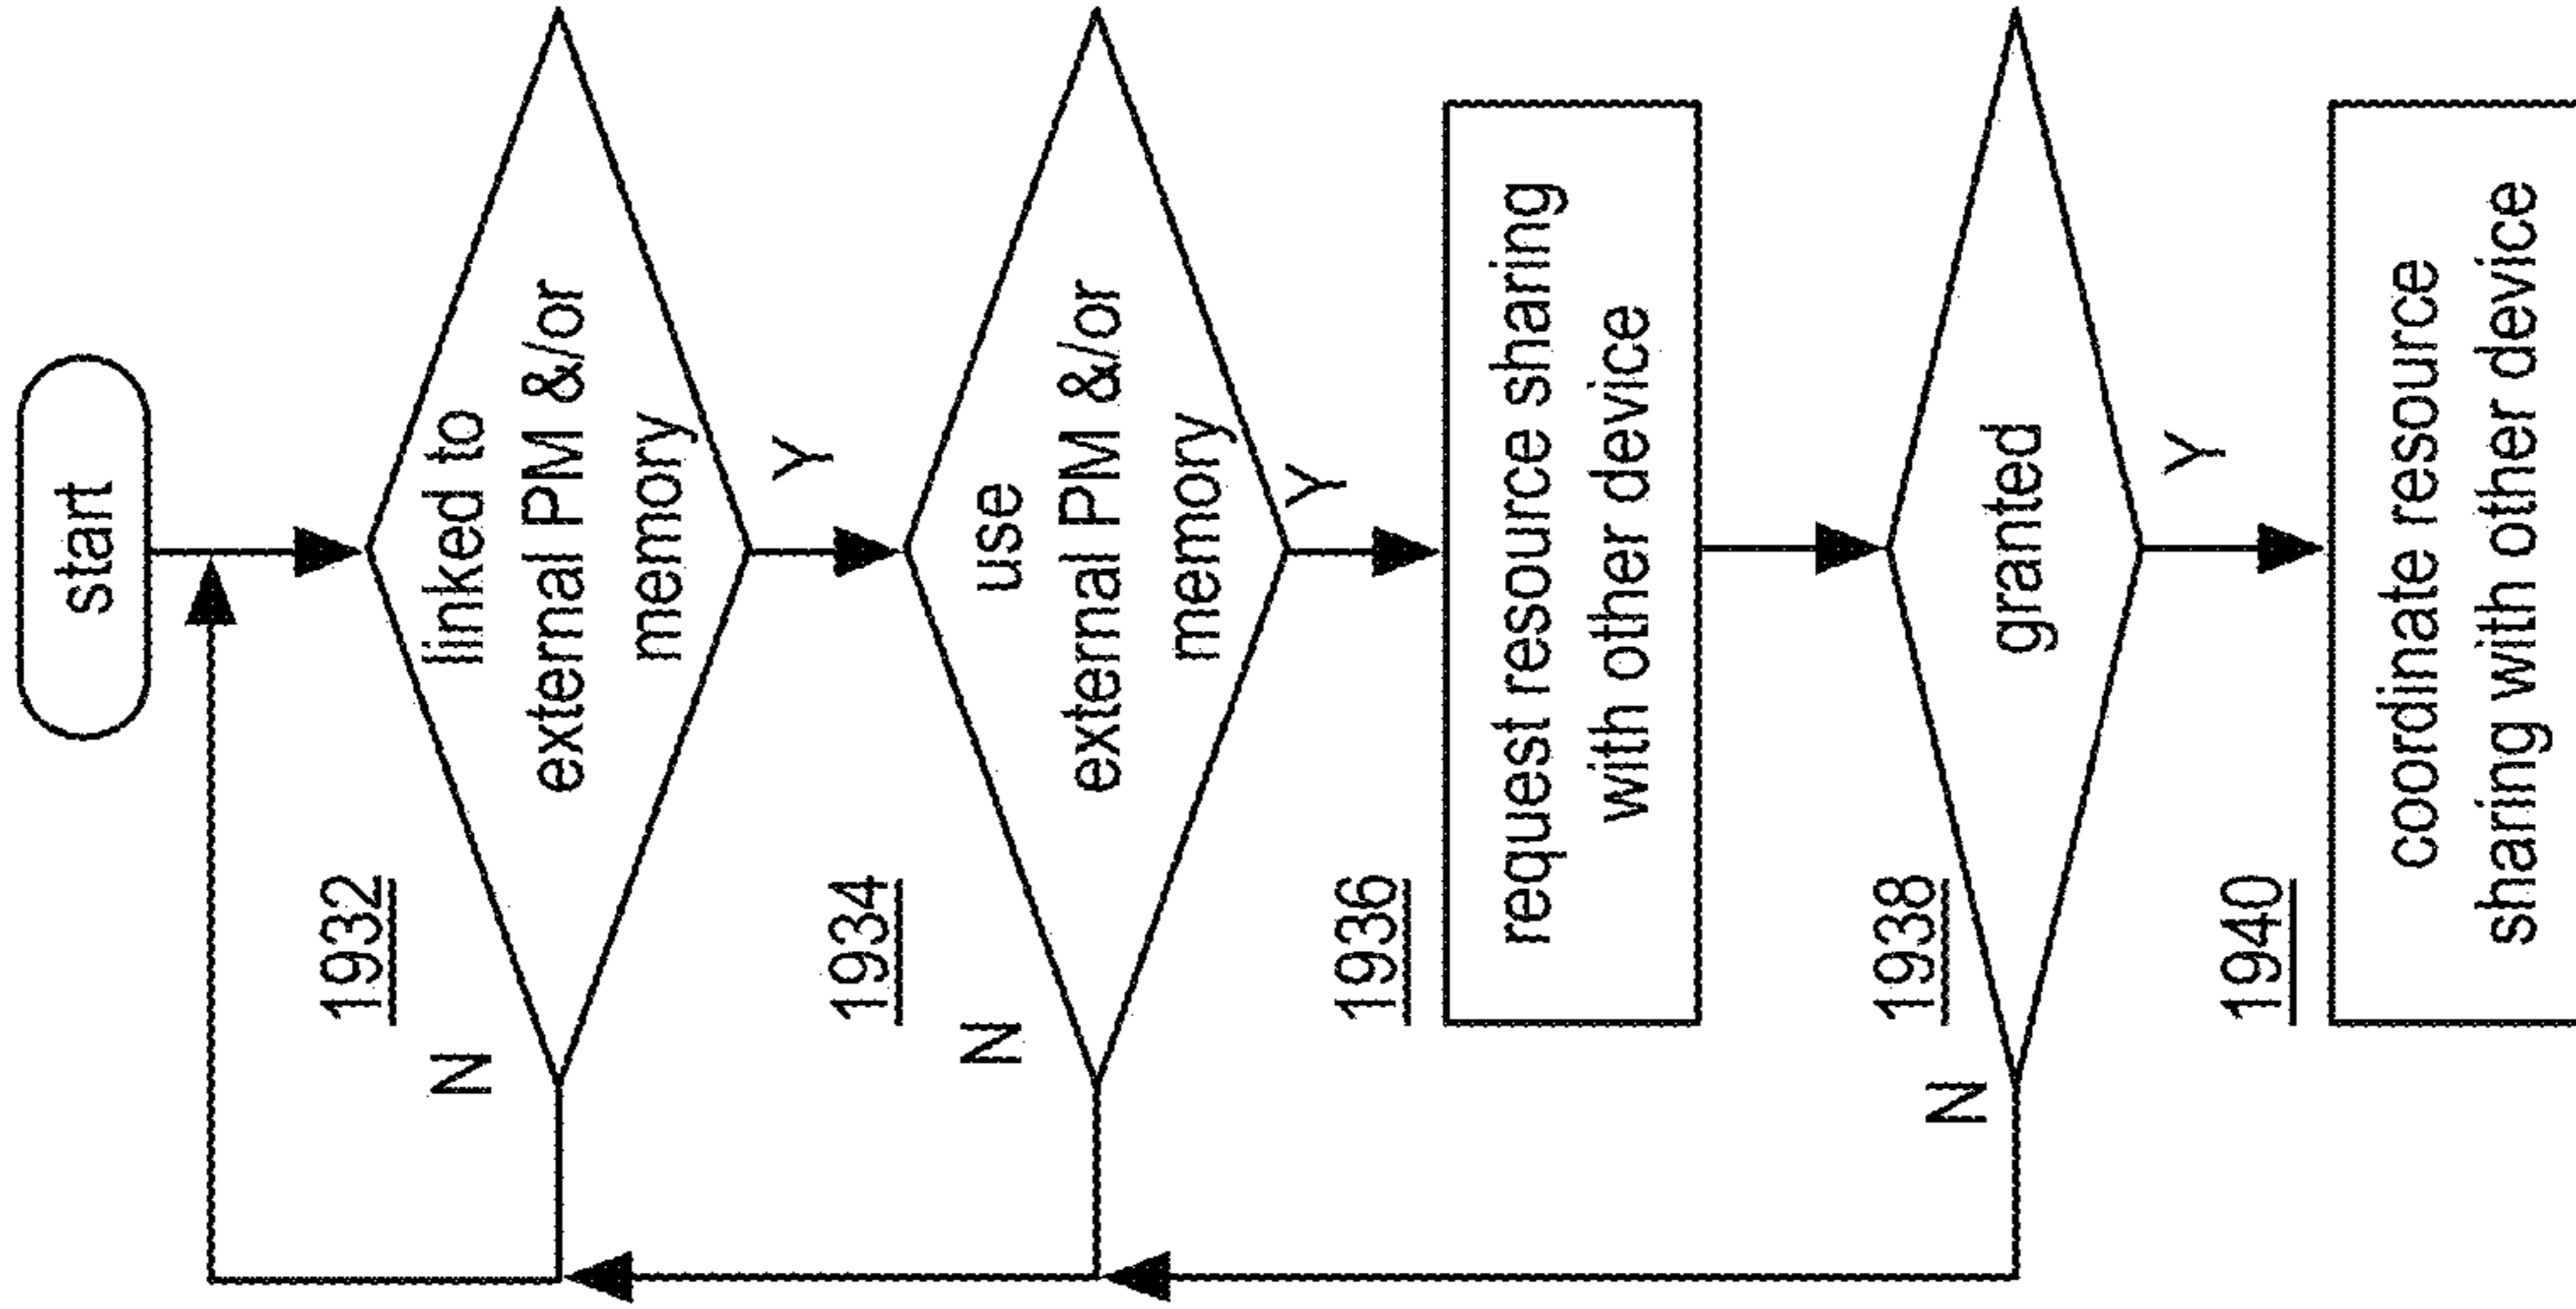 start
1932
linked to
external PM &/or
memory
N
Y
1934
use
external PM &/or
memory
N
Y
1936
request resource sharing
with other device
1938
granted
N
Y
1940
coordinate resource
sharing with other device